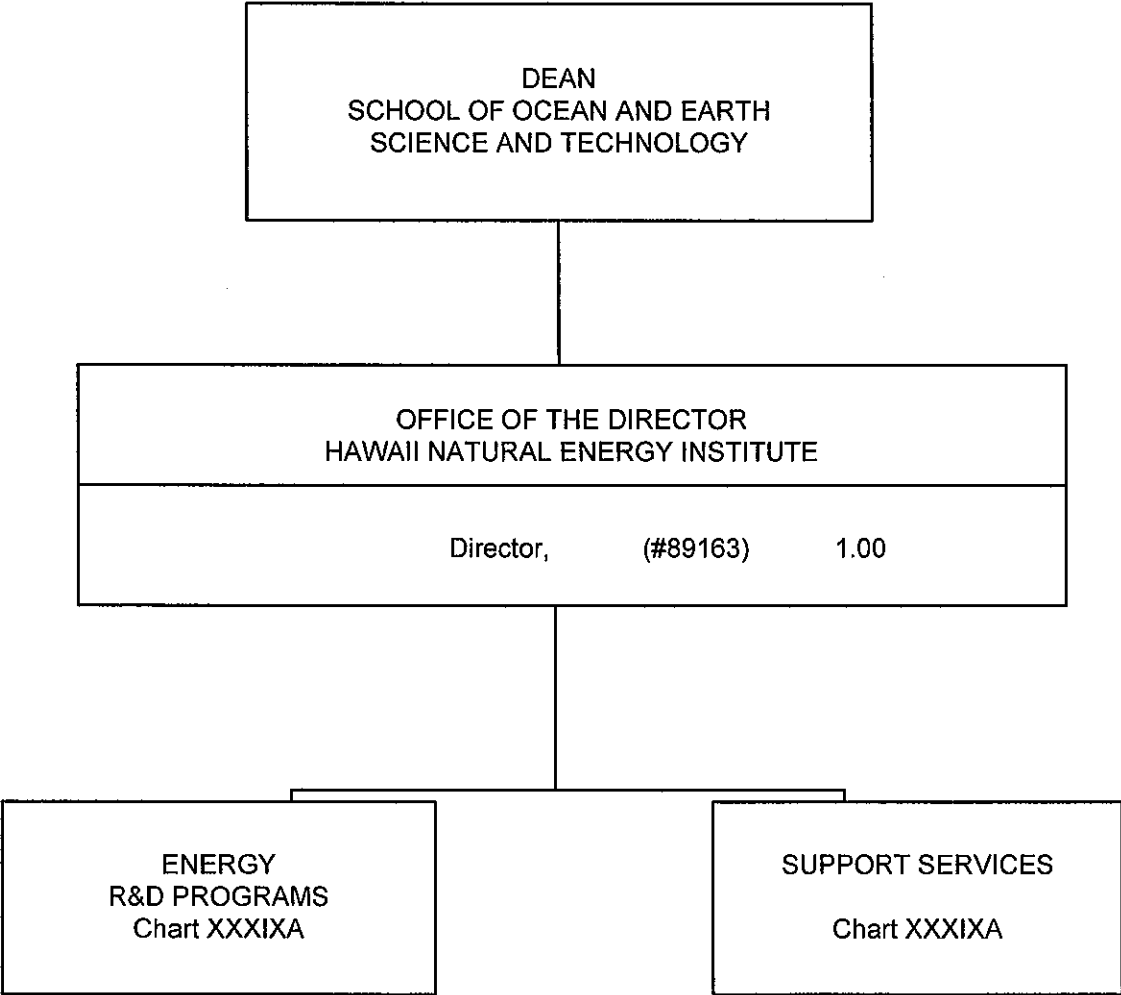 DEAN
SCHOOL OF OCEAN AND EARTH
SCIENCE AND TECHNOLOGY
OFFICE OF THE DIRECTOR
HAWAII NATURAL ENERGY INSTITUTE
Director, (#89163) 1.00
ENERGY
R&D PROGRAMS
Chart XXXIXA
SUPPORT SERVICES
Chart XXXIXA